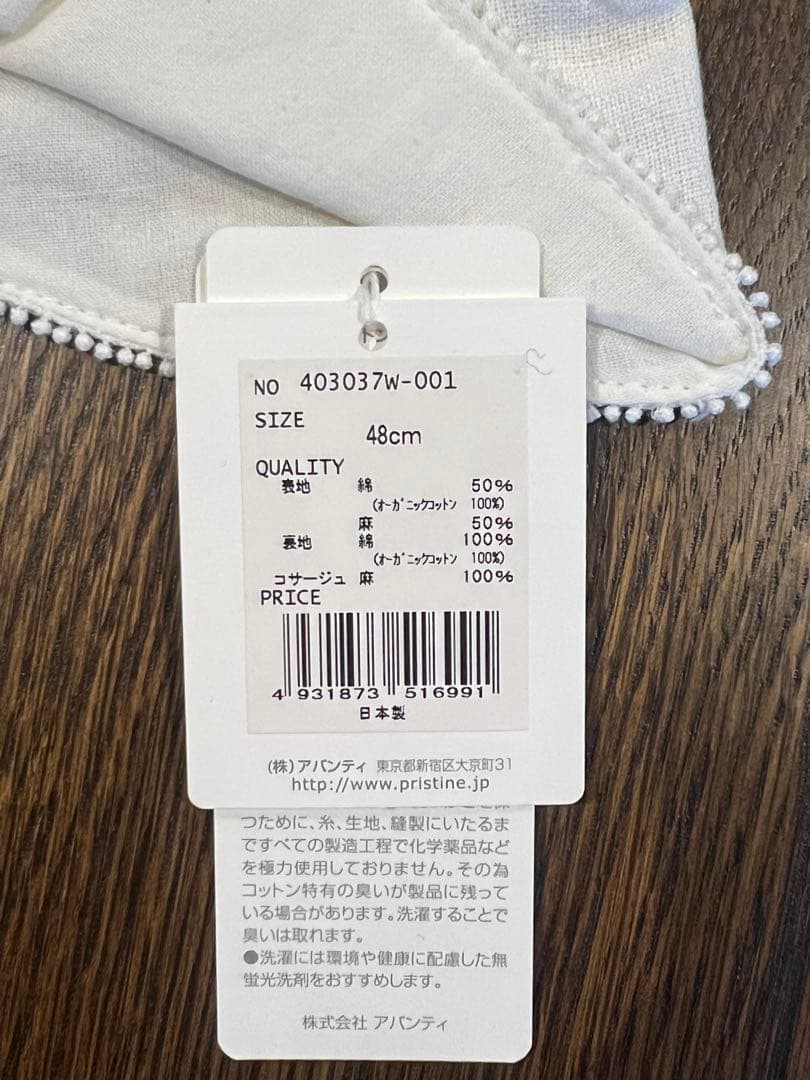 NO 403037W-001
SIZE
48cm
QUALITY
表地 綿 50%
(オーガニックコットン 100%)
麻 50%
裏地 綿 100%
(オーガニックコットン 100%)
コサージュ 麻 100%
PRICE
4 931873 516991
日本製
(株)アバンティ 東京都新宿区大京町31
http://www.pristine.jp
つために、糸、生地、縫製にいたるま
ですべての製造工程で化学薬品など
を極力使用しておりません。その為
コットン特有の臭いが製品に残って
いる場合があります。洗濯することで
臭いは取れます。
●洗濯には環境や健康に配慮した無
蛍光洗剤をおすすめします。
株式会社 アバンティ